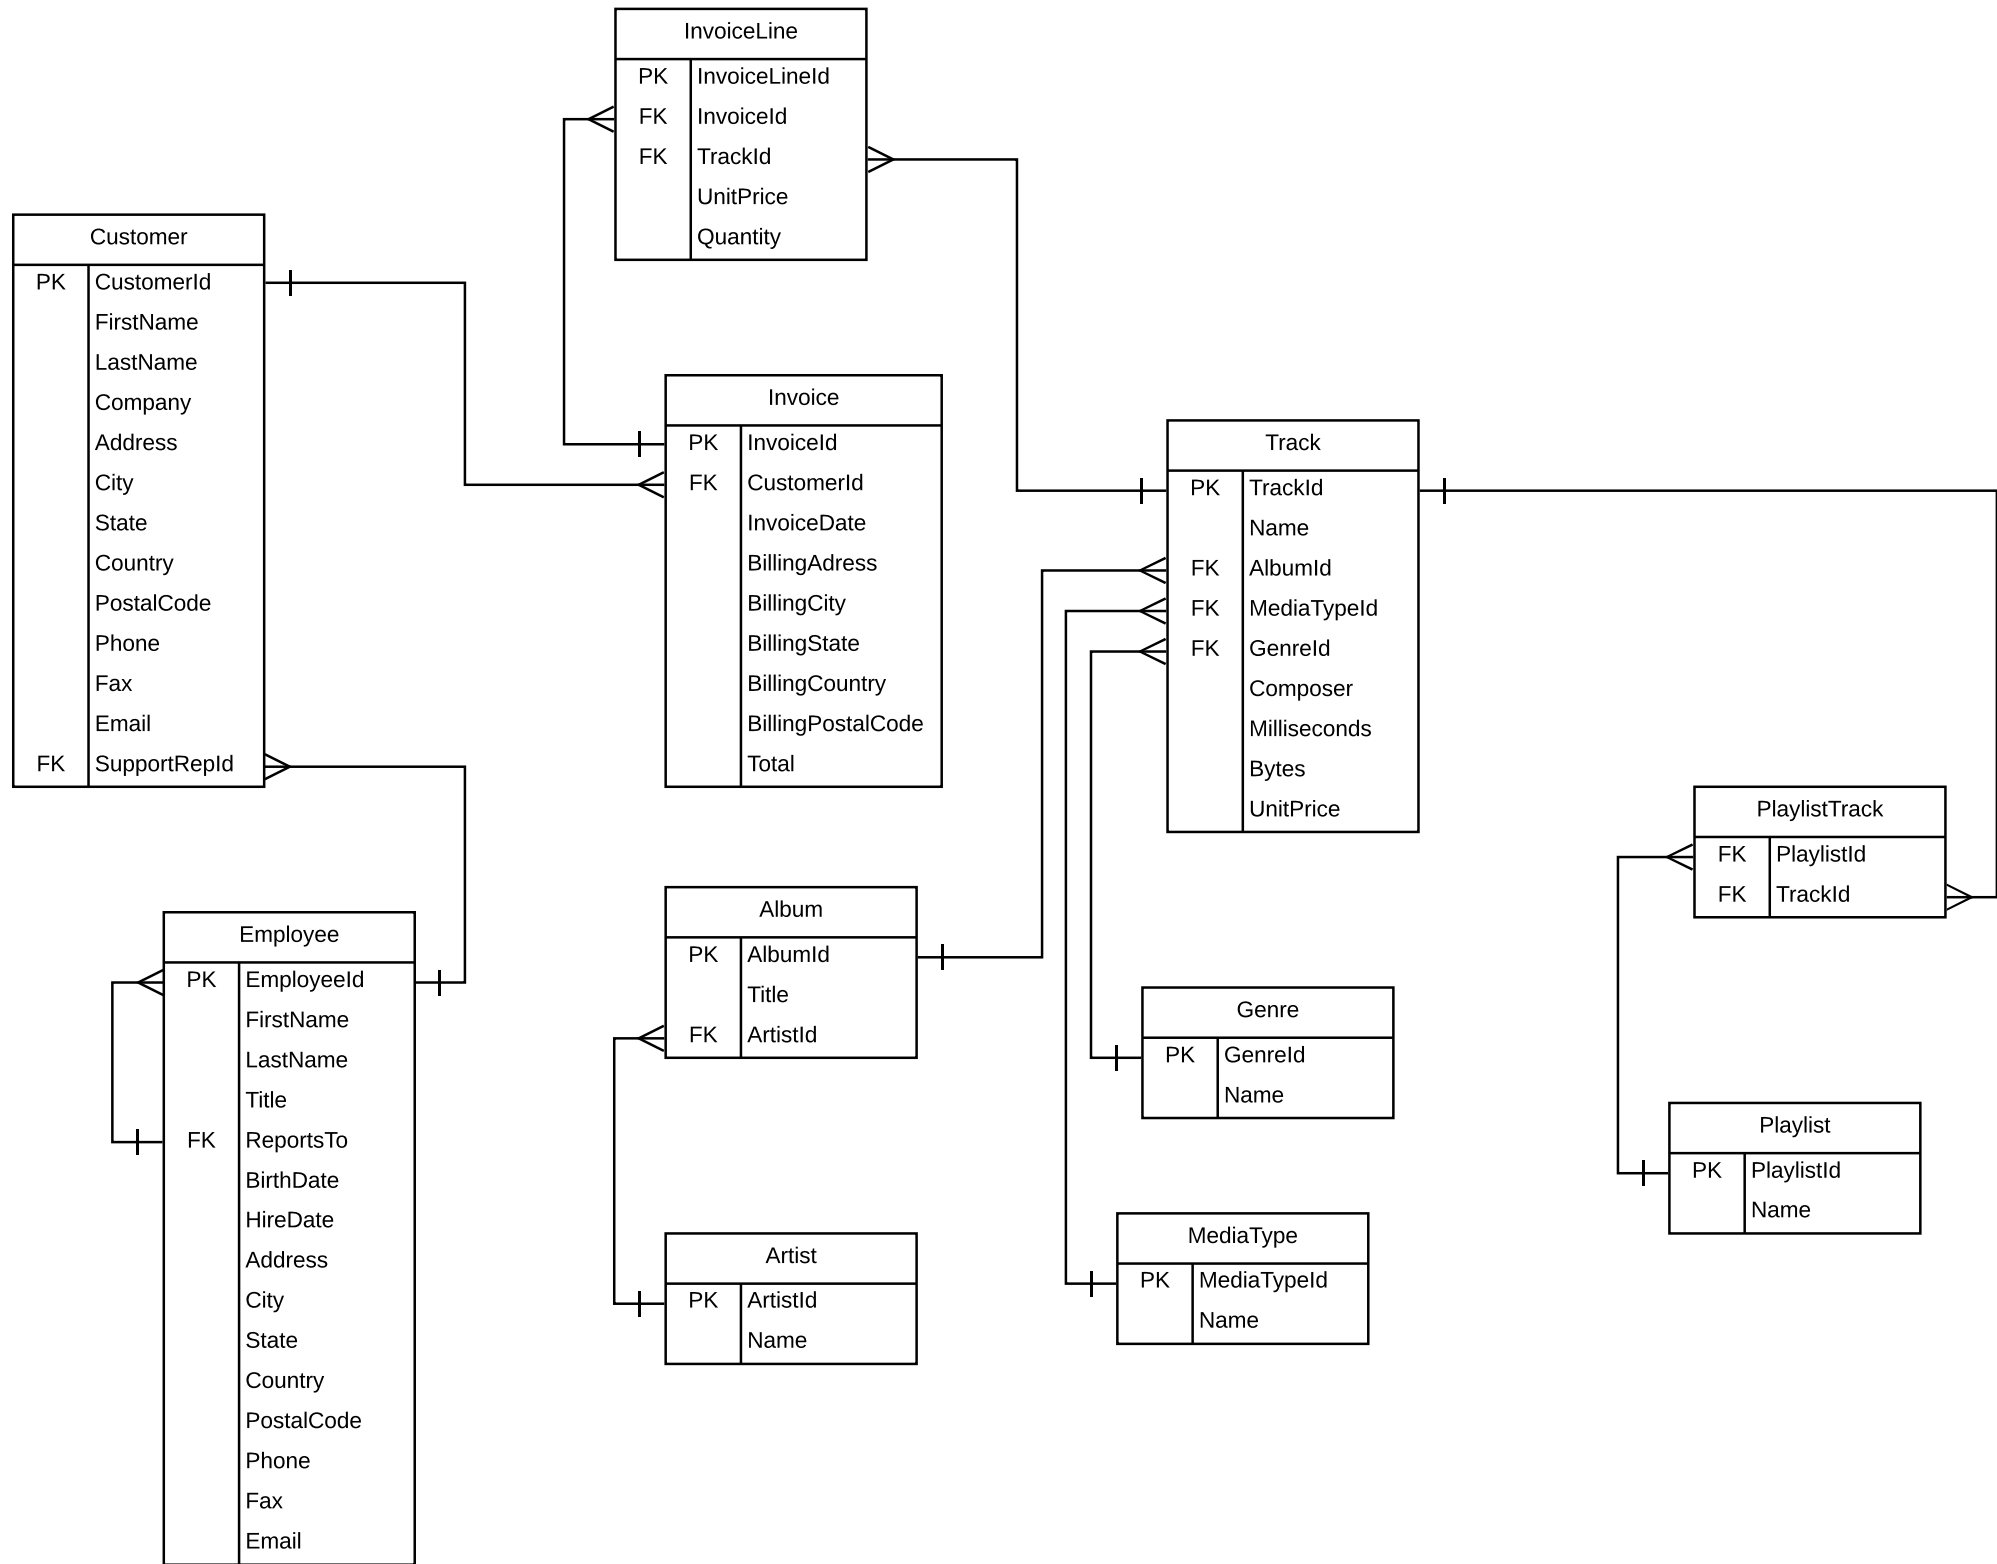 InvoiceLine
PK InvoiceLineId
FK InvoiceId
FK TrackId
UnitPrice
Quantity
Customer
PK CustomerId
FirstName
LastName
Company
Address
City
State
Country
PostalCode
Phone
Fax
Email
FK SupportRepId
Invoice
PK InvoiceId
FK CustomerId
InvoiceDate
BillingAdress
BillingCity
BillingState
BillingCountry
BillingPostalCode
Total
Track
PK TrackId
Name
FK AlbumId
FK MediaTypeId
FK GenreId
Composer
Milliseconds
Bytes
UnitPrice
PlaylistTrack
FK PlaylistId
FK TrackId
Employee
PK EmployeeId
FirstName
LastName
Title
FK ReportsTo
BirthDate
HireDate
Address
City
State
Country
PostalCode
Phone
Fax
Email
Album
PK AlbumId
Title
FK ArtistId
Genre
PK GenreId
Name
Playlist
PK PlaylistId
Name
Artist
PK ArtistId
Name
MediaType
PK MediaTypeId
Name